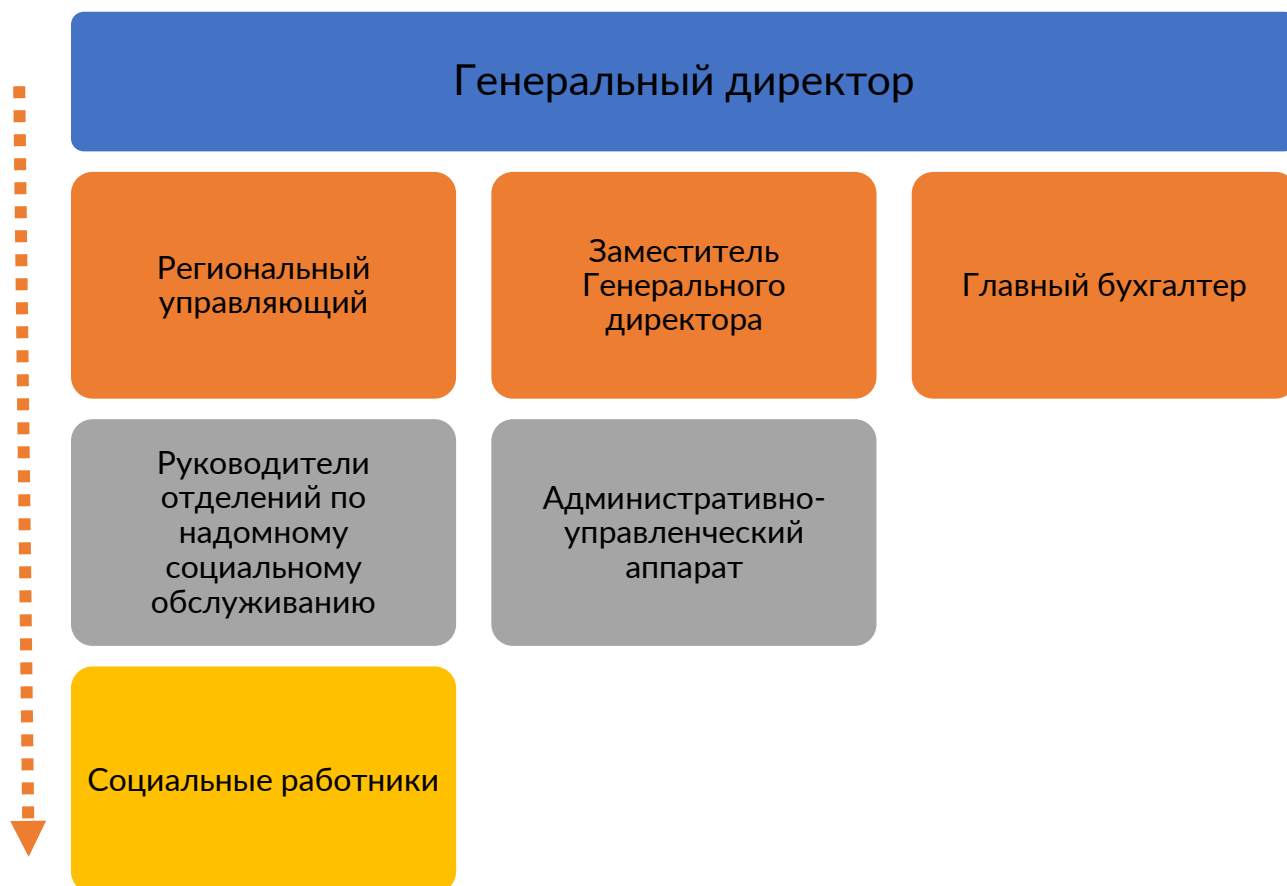 Генеральный директор
Региональный
управляющий
Заместитель
Генерального
директора
Главный бухгалтер
Руководители
отделений по
надомному
социальному
обслуживанию
Административно-
управленческий
аппарат
Социальные работники